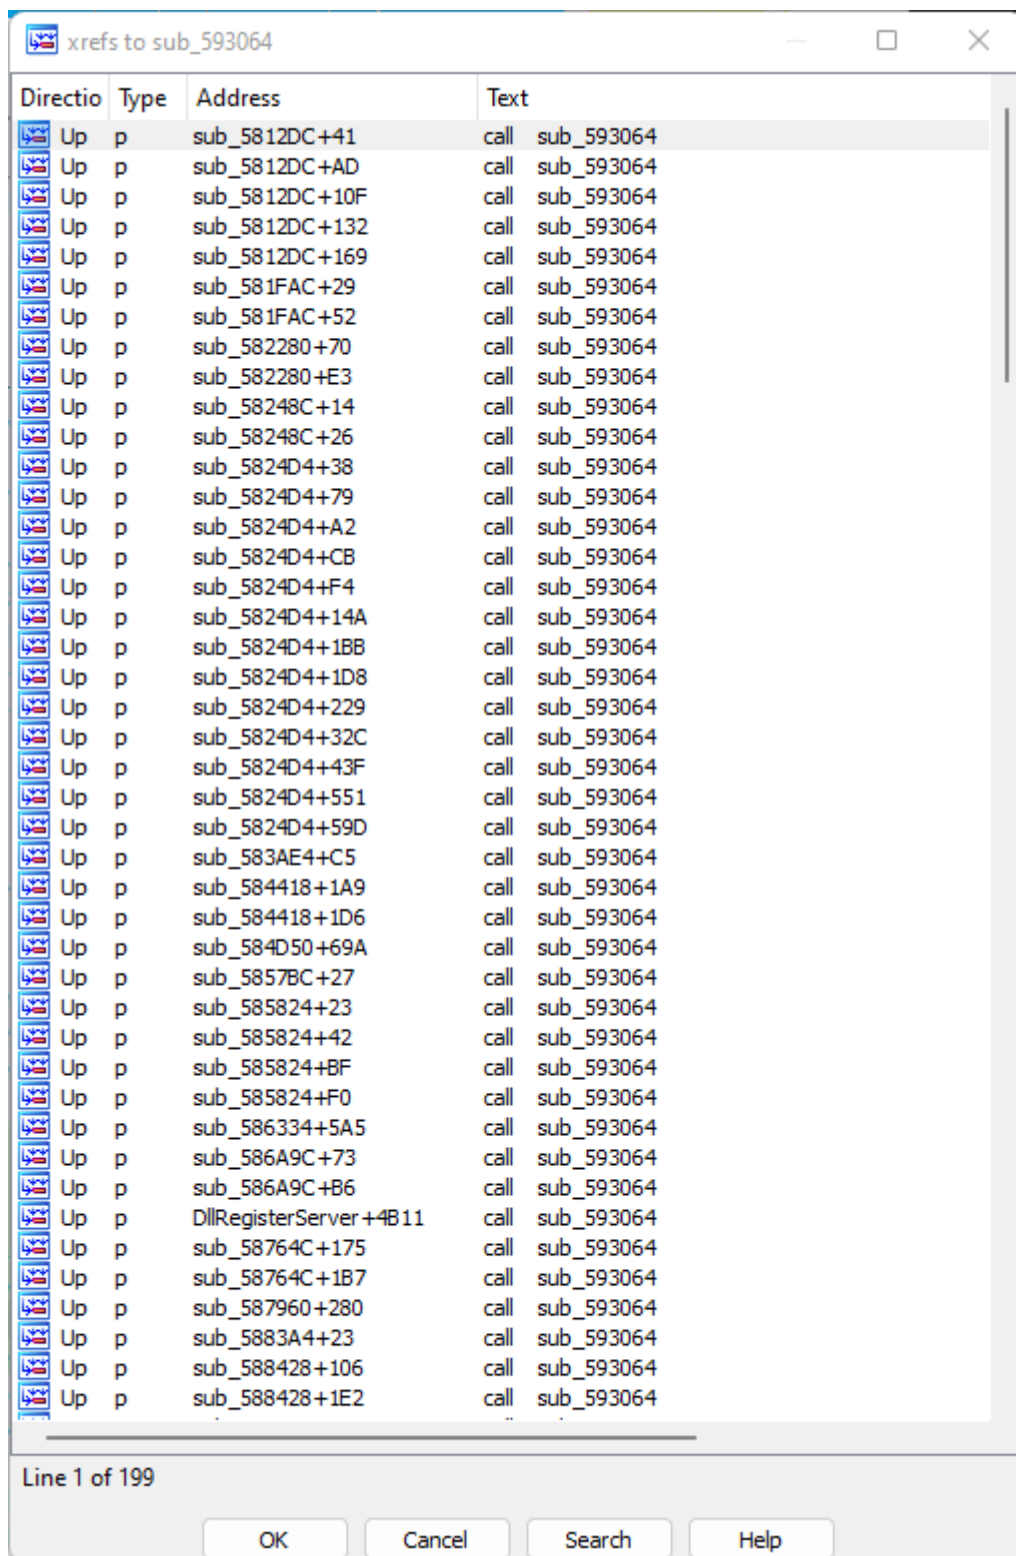 xrefs to sub_593064
Directio Type Address Text
Up p sub_5812DC+41 call sub_593064
Up p sub_5812DC+AD call sub_593064
Up p sub_5812DC+10F call sub_593064
Up p sub_5812DC+132 call sub_593064
Up p sub_5812DC+169 call sub_593064
Up p sub_581FAC+29 call sub_593064
Up p sub_581FAC+52 call sub_593064
Up p sub_582280+70 call sub_593064
Up p sub_582280+E3 call sub_593064
Up p sub_58248C+14 call sub_593064
Up p sub_58248C+26 call sub_593064
Up p sub_5824D4+38 call sub_593064
Up p sub_5824D4+79 call sub_593064
Up p sub_5824D4+A2 call sub_593064
Up p sub_5824D4+CB call sub_593064
Up p sub_5824D4+F4 call sub_593064
Up p sub_5824D4+14A call sub_593064
Up p sub_5824D4+1BB call sub_593064
Up p sub_5824D4+1D8 call sub_593064
Up p sub_5824D4+229 call sub_593064
Up p sub_5824D4+32C call sub_593064
Up p sub_5824D4+43F call sub_593064
Up p sub_5824D4+551 call sub_593064
Up p sub_5824D4+59D call sub_593064
Up p sub_583AE4+C5 call sub_593064
Up p sub_584418+1A9 call sub_593064
Up p sub_584418+1D6 call sub_593064
Up p sub_584D50+69A call sub_593064
Up p sub_5857BC+27 call sub_593064
Up p sub_585824+23 call sub_593064
Up p sub_585824+42 call sub_593064
Up p sub_585824+BF call sub_593064
Up p sub_585824+F0 call sub_593064
Up p sub_586334+5A5 call sub_593064
Up p sub_586A9C+73 call sub_593064
Up p sub_586A9C+B6 call sub_593064
Up p DllRegisterServer+4B11 call sub_593064
Up p sub_58764C+175 call sub_593064
Up p sub_58764C+1B7 call sub_593064
Up p sub_587960+280 call sub_593064
Up p sub_5883A4+23 call sub_593064
Up p sub_588428+106 call sub_593064
Up p sub_588428+1E2 call sub_593064
Line 1 of 199
OK Cancel Search Help